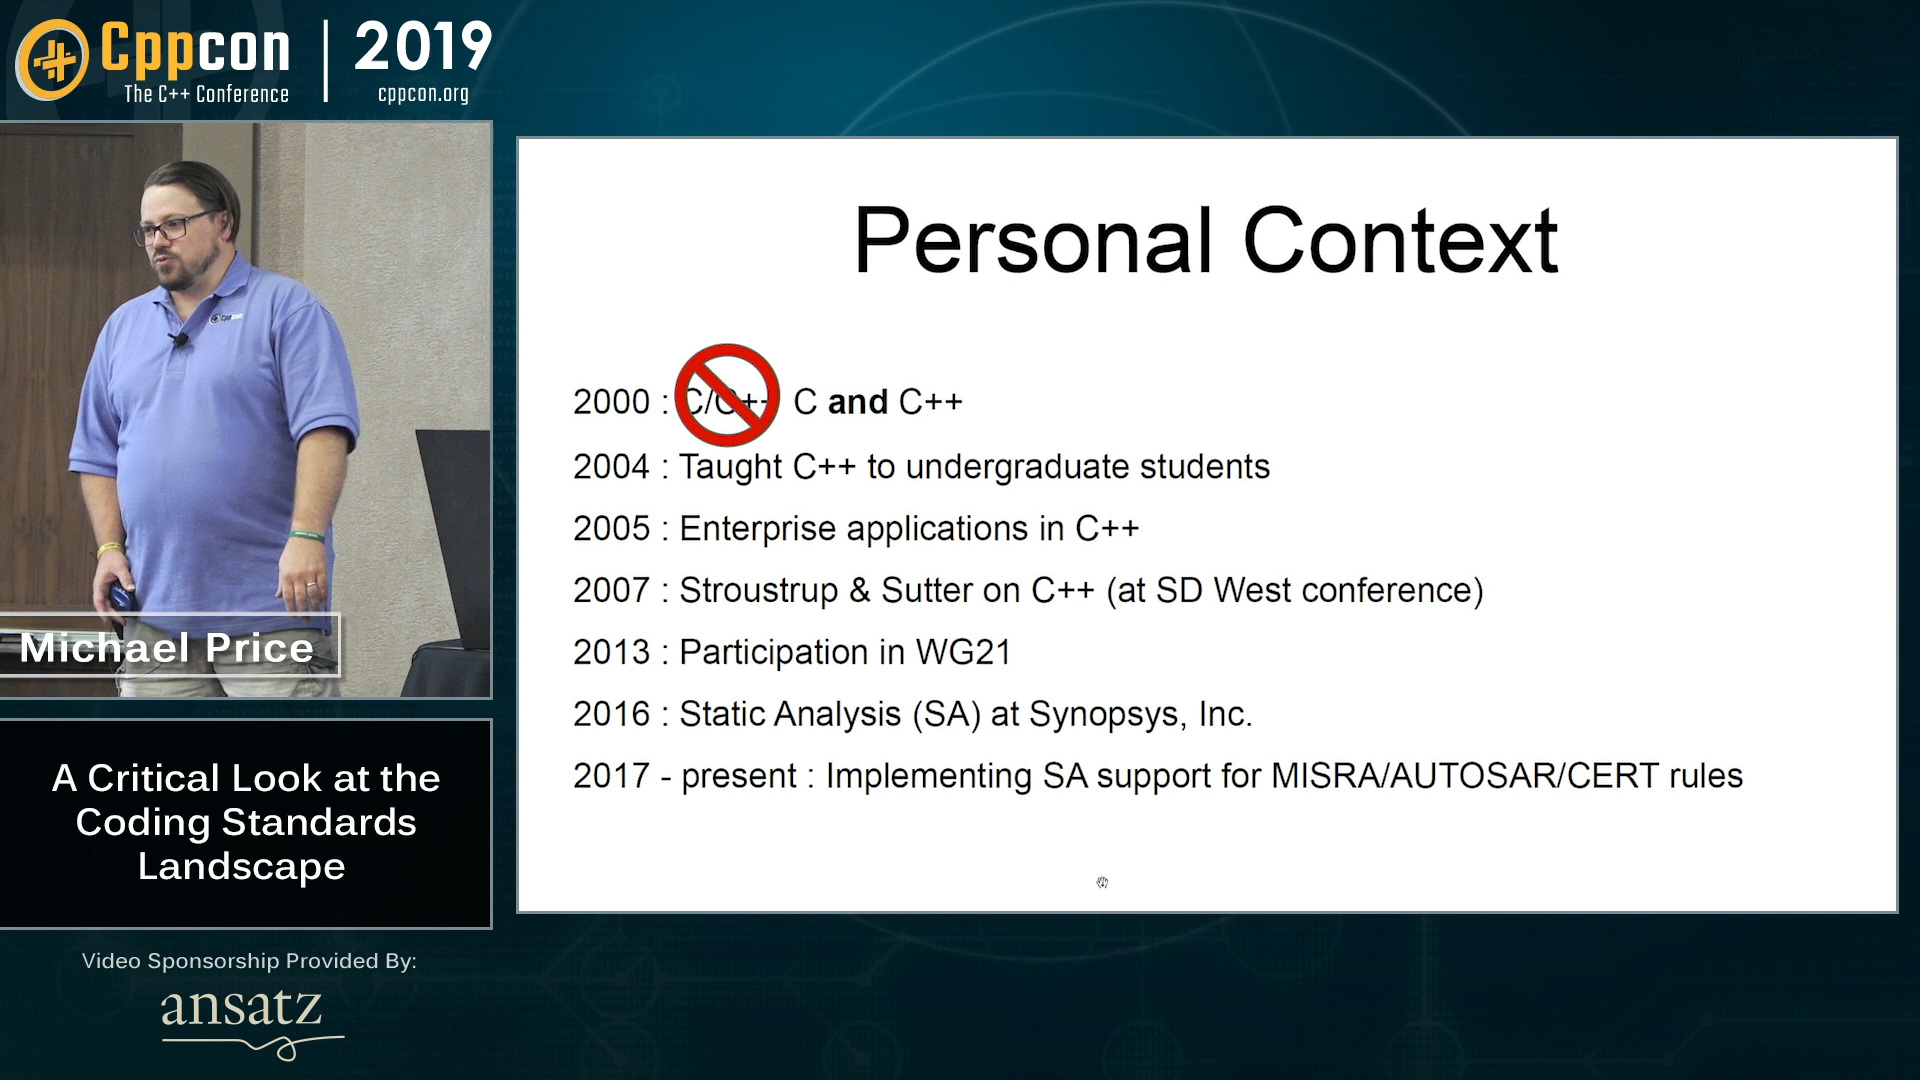 Cppcon
The C++ Conference
2019
cppcon.org
Personal Context
2000 : C/C++ C and C++
2004 : Taught C++ to undergraduate students
2005 : Enterprise applications in C++
2007 : Stroustrup & Sutter on C++ (at SD West conference)
2013 : Participation in WG21
2016 : Static Analysis (SA) at Synopsys, Inc.
2017 - present : Implementing SA support for MISRA/AUTOSAR/CERT rules
Cppcon
Michael Price
A Critical Look at the
Coding Standards
Landscape
Video Sponsorship Provided By:
ansatz